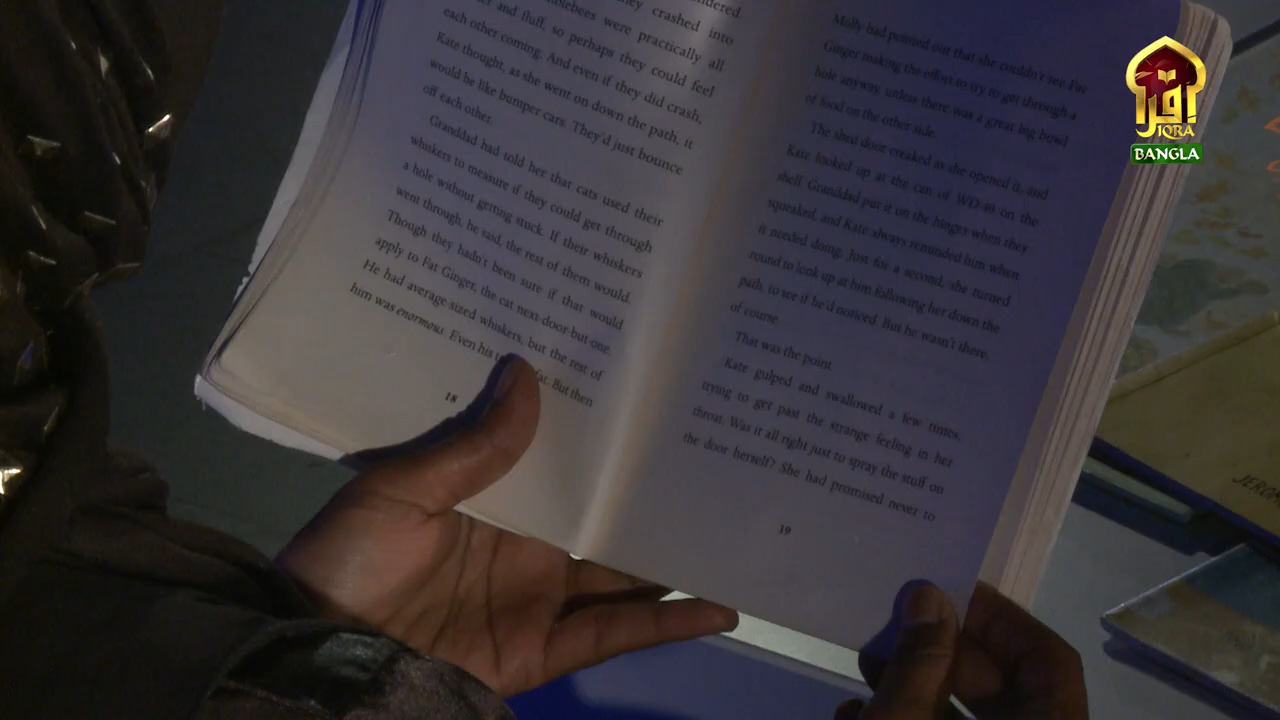 they crashed into
bumblebees were practically all
and fluff, so perhaps they could feel
each other coming. And even if they did crash,
Kate thought, as she went on down the path, it
would be like bumper cars. They'd just bounce
off each other.
Granddad had told her that cats used their
whiskers to measure if they could get through
a hole without getting stuck. If their whiskers
went through, he said, the rest of them would.
Though they hadn't been sure if that would
apply to Fat Ginger, the cat next-door-but-one.
He had average-sized whiskers, but the rest of
him was enormous. Even his fat. But then
18
Molly had pointed out that she couldn't see Fat
Ginger making the effort to try to get through a
hole anyway, unless there was a great big bowl
of food on the other side.
The shed door creaked as she opened it, and
Kate looked up at the can of WD-40 on the
shelf. Granddad put it on the hinges when they
squeaked, and Kate always reminded him when
it needed doing. Just for a second, she turned
round to look up at him following her down the
path, to see if he'd noticed. But he wasn't there,
of course.
That was the point.
Kate gulped and swallowed a few times,
trying to get past the strange feeling in her
throat. Was it all right just to spray the stuff on
the door herself? She had promised never to
19
اقرأ
IQRA
BANGLA